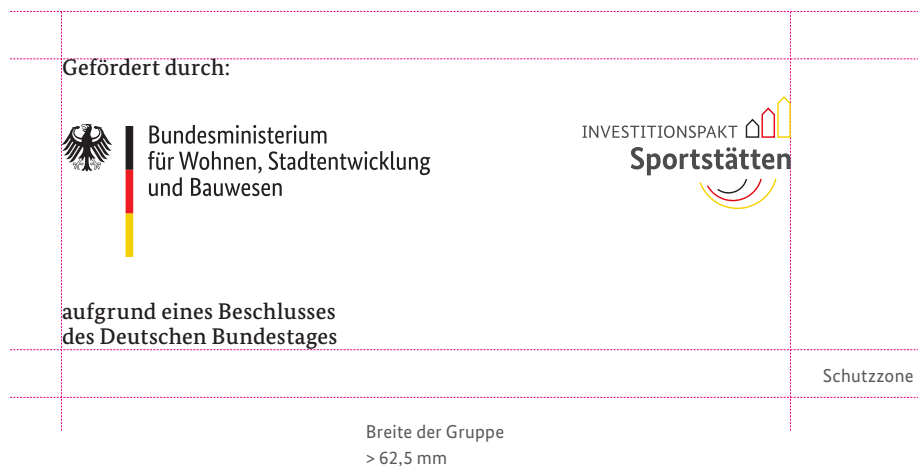 Gefördert durch:
Bundesministerium
für Wohnen, Stadtentwicklung
und Bauwesen
INVESTITIONSPAKT
Sportstätten
aufgrund eines Beschlusses
des Deutschen Bundestages
Schutzzone
Breite der Gruppe
> 62,5 mm